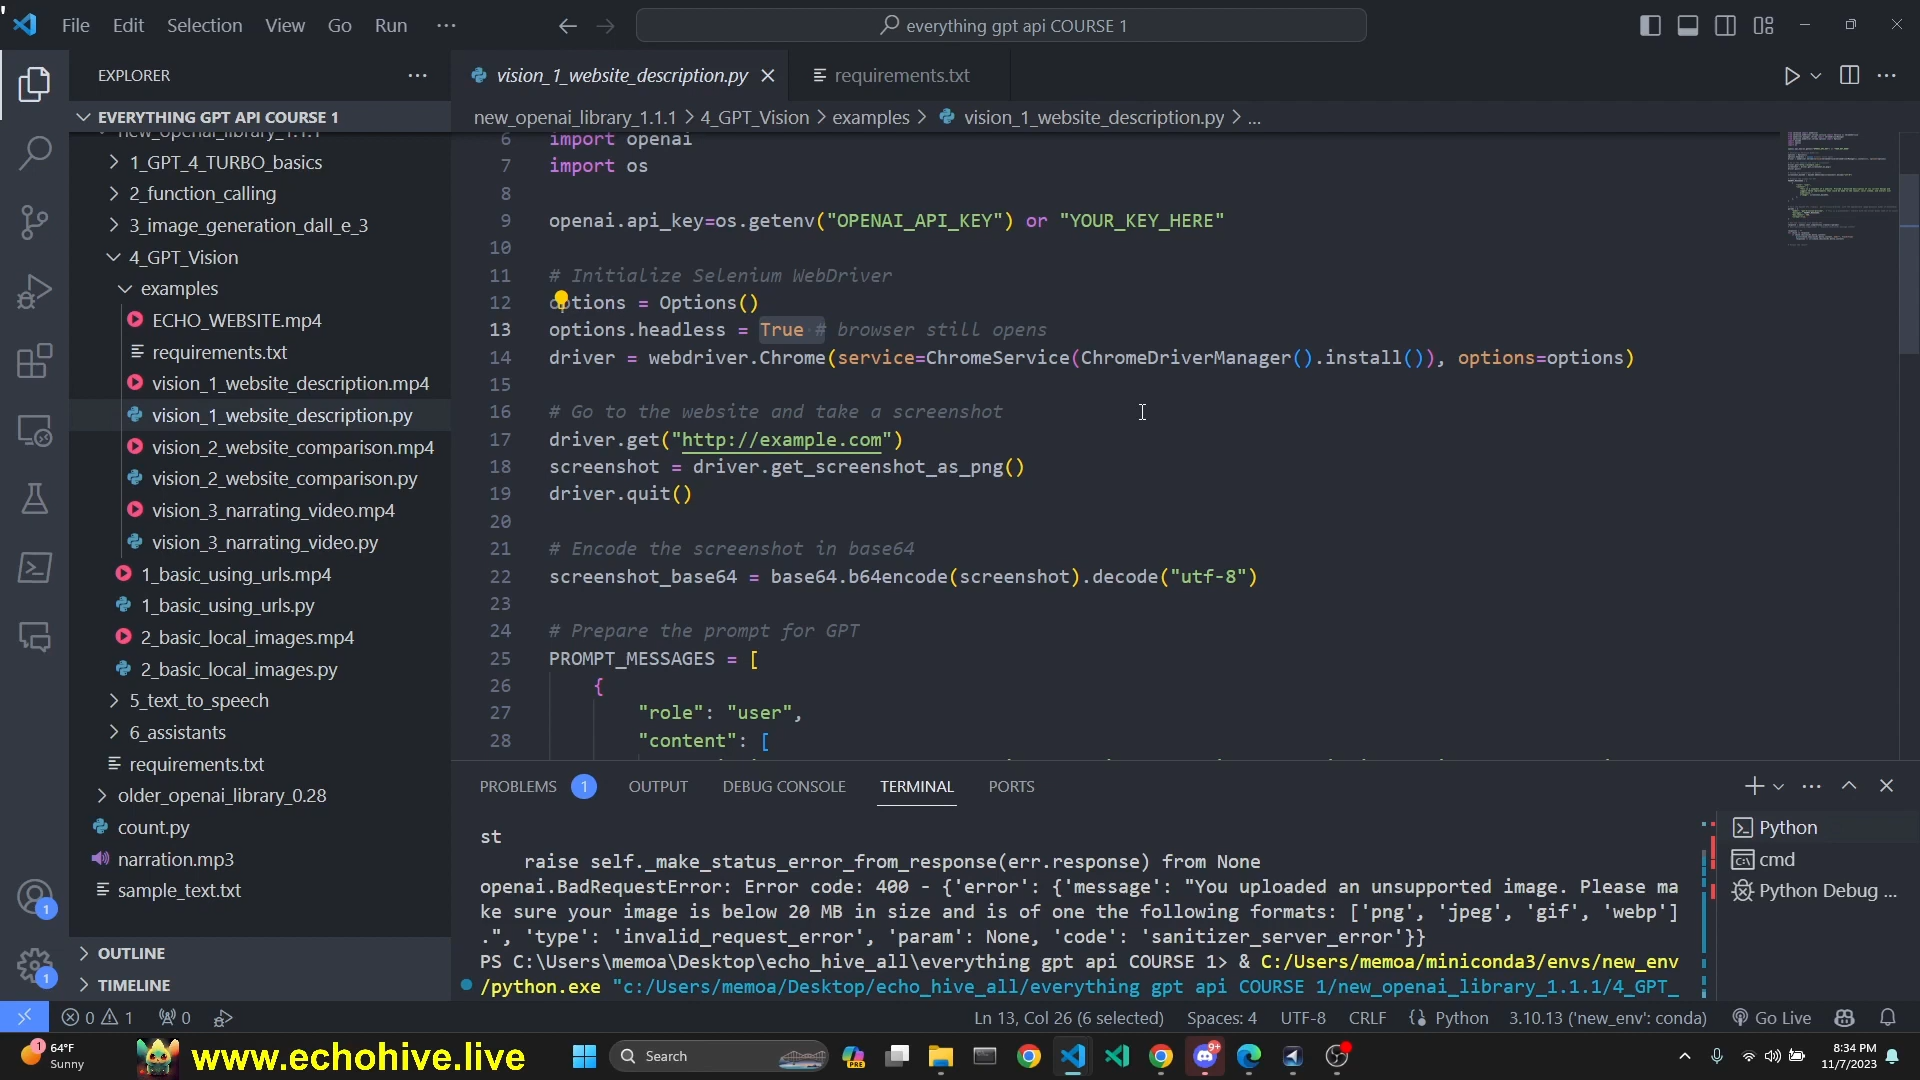 File Edit Selection View Go Run ···
everything gpt api COURSE 1
EXPLORER
vision_1_website_description.py
requirements.txt
EVERYTHING GPT API COURSE 1
new_openai_library_1.1.1 > 4_GPT_Vision > examples > vision_1_website_description.py > ...
new_openai_library_1.1.1
1_GPT_4_TURBO_basics
2_function_calling
3_image_generation_dall_e_3
4_GPT_Vision
examples
ECHO_WEBSITE.mp4
requirements.txt
vision_1_website_description.mp4
vision_1_website_description.py
vision_2_website_comparison.mp4
vision_2_website_comparison.py
vision_3_narrating_video.mp4
vision_3_narrating_video.py
1_basic_using_urls.mp4
1_basic_using_urls.py
2_basic_local_images.mp4
2_basic_local_images.py
5_text_to_speech
6_assistants
requirements.txt
older_openai_library_0.28
count.py
narration.mp3
sample_text.txt
OUTLINE
TIMELINE
6 import openai
7 import os
8
9 openai.api_key=os.getenv("OPENAI_API_KEY") or "YOUR_KEY_HERE"
10
11 # Initialize Selenium WebDriver
12 options = Options()
13 options.headless = True # browser still opens
14 driver = webdriver.Chrome(service=ChromeService(ChromeDriverManager().install()), options=options)
15
16 # Go to the website and take a screenshot
17 driver.get("http://example.com")
18 screenshot = driver.get_screenshot_as_png()
19 driver.quit()
20
21 # Encode the screenshot in base64
22 screenshot_base64 = base64.b64encode(screenshot).decode("utf-8")
23
24 # Prepare the prompt for GPT
25 PROMPT_MESSAGES = [
26 {
27 "role": "user",
28 "content": [
PROBLEMS 1 OUTPUT DEBUG CONSOLE TERMINAL PORTS
st
raise self._make_status_error_from_response(err.response) from None
openai.BadRequestError: Error code: 400 - {'error': {'message': "You uploaded an unsupported image. Please ma
ke sure your image is below 20 MB in size and is of one the following formats: ['png', 'jpeg', 'gif', 'webp']
.", 'type': 'invalid_request_error', 'param': None, 'code': 'sanitizer_server_error'}}
PS C:\Users\memoa\Desktop\echo_hive_all\everything gpt api COURSE 1> & C:/Users/memoa/miniconda3/envs/new_env
/python.exe "c:/Users/memoa/Desktop/echo_hive_all/everything gpt api COURSE 1/new_openai_library_1.1.1/4_GPT_
Python
cmd
Python Debug ...
1
1
0 1 0
Ln 13, Col 26 (6 selected) Spaces: 4 UTF-8 CRLF Python 3.10.13 ('new_env': conda) Go Live
1
64°F
Sunny
www.echohive.live
Search
PRE
9+
8:34 PM
11/7/2023